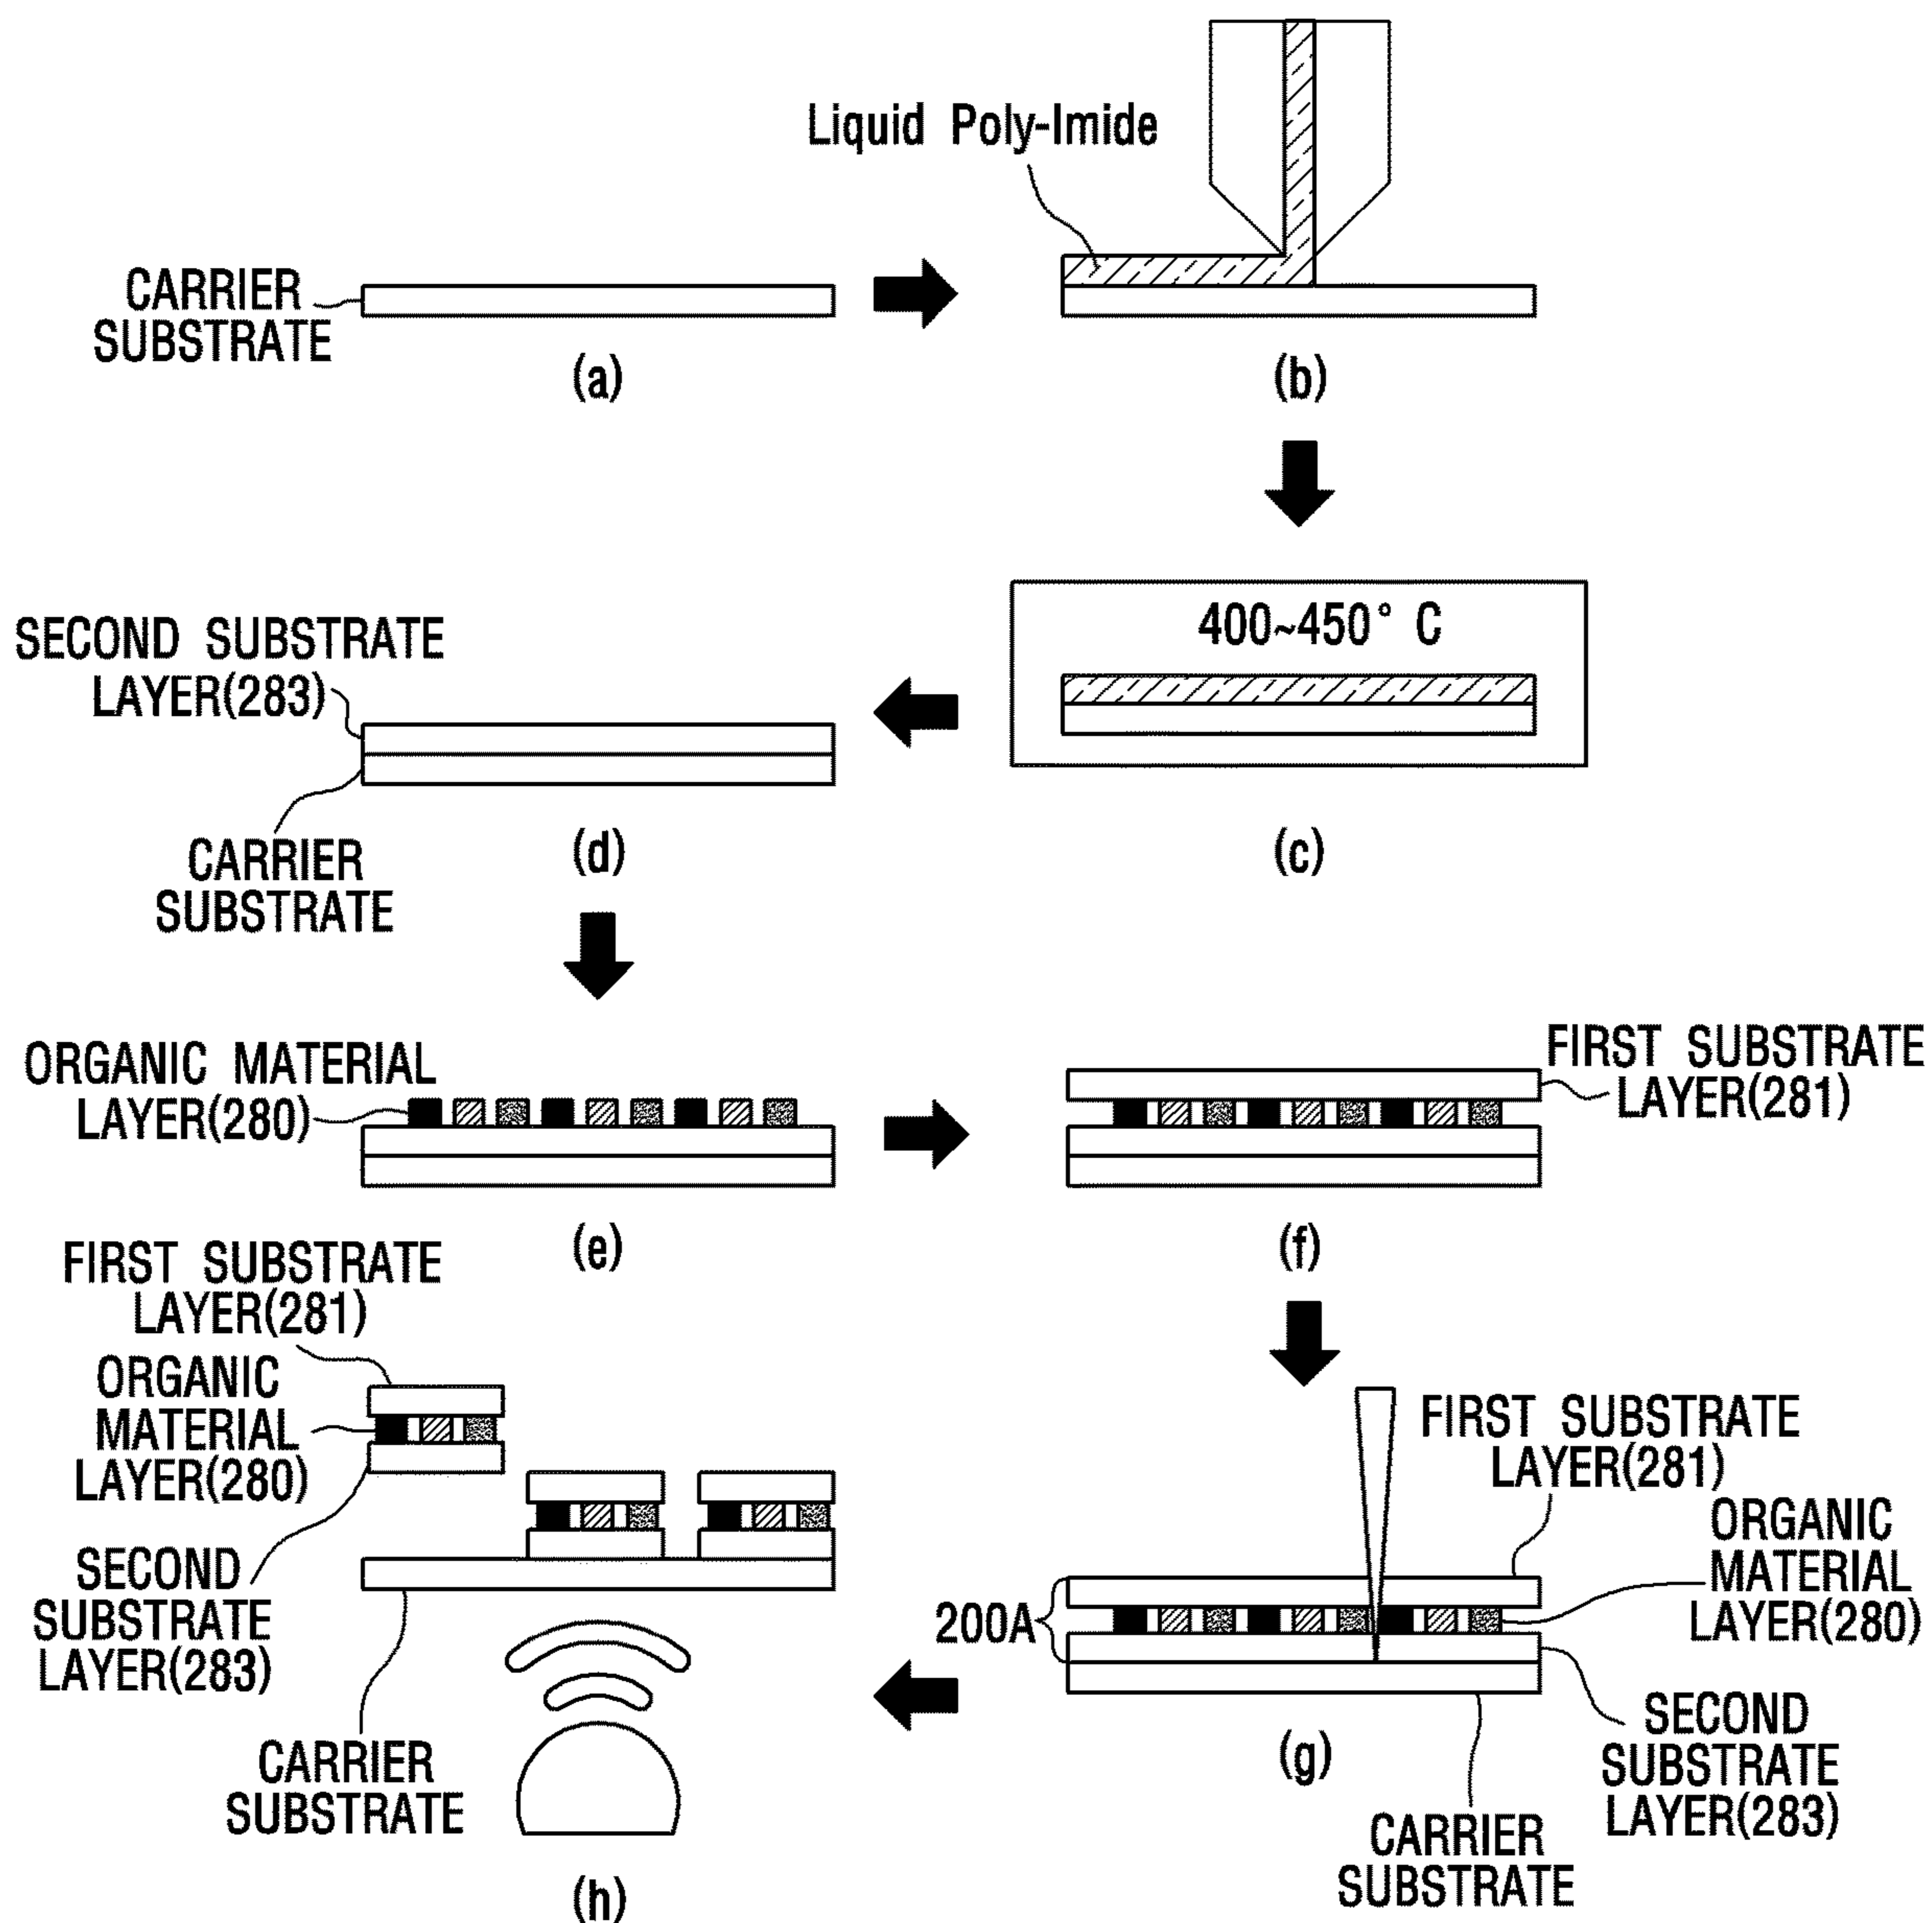 Liquid Poly-Imide
CARRIER
SUBSTRATE
(a)
(b)
400~450° C
SECOND SUBSTRATE
LAYER(283)
CARRIER
SUBSTRATE
(d)
(c)
ORGANIC MATERIAL
LAYER(280)
FIRST SUBSTRATE
LAYER(281)
(e)
(f)
FIRST SUBSTRATE
LAYER(281)
ORGANIC
MATERIAL
LAYER(280)
SECOND
SUBSTRATE
LAYER(283)
CARRIER
SUBSTRATE
(h)
FIRST SUBSTRATE
LAYER(281)
ORGANIC
MATERIAL
LAYER(280)
200A
SECOND
SUBSTRATE
LAYER(283)
(g)
CARRIER
SUBSTRATE